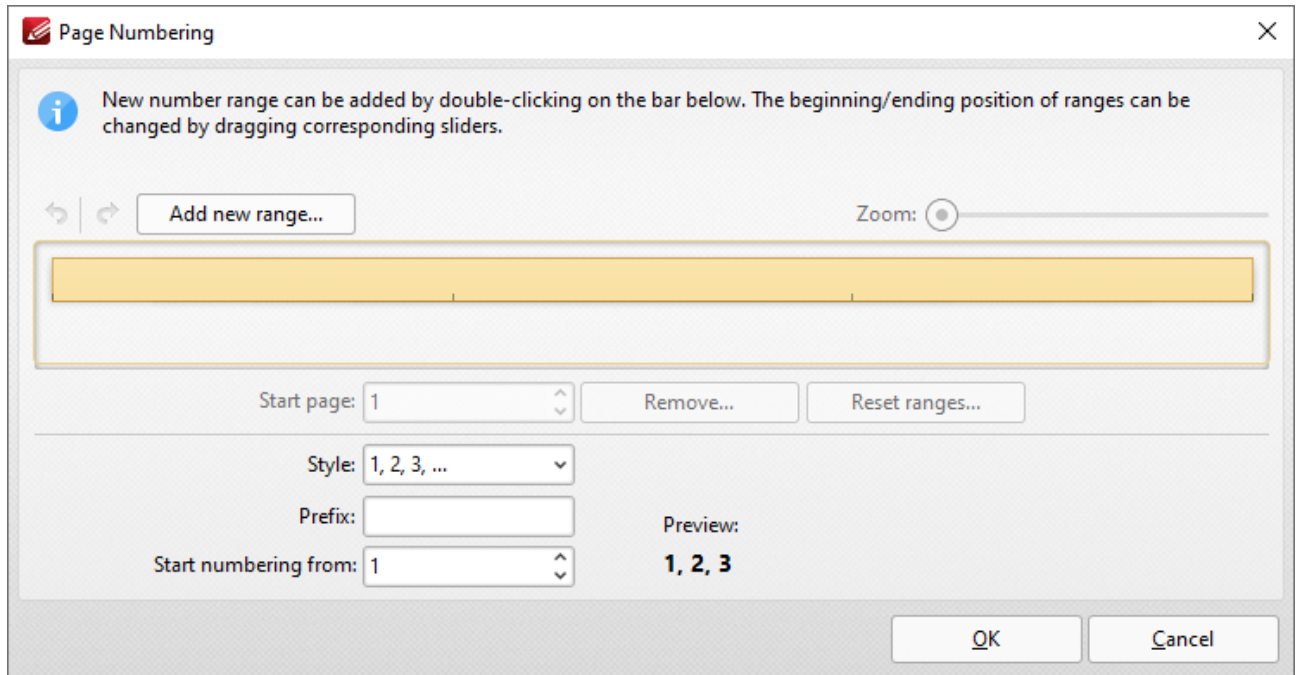 Page Numbering
New number range can be added by double-clicking on the bar below. The beginning/ending position of ranges can be
changed by dragging corresponding sliders.
Add new range...
Zoom:
Start page: 1 Remove... Reset ranges...
Style: 1, 2, 3, ...
Prefix:
Preview:
Start numbering from: 1
1, 2, 3
OK Cancel